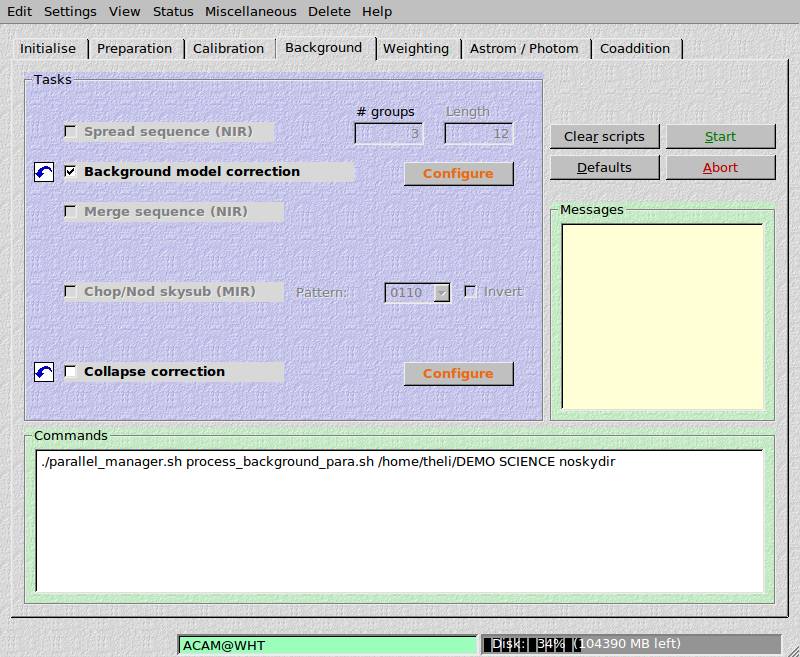 Edit Settings View Status Miscellaneous Delete Help
Initialise Preparation Calibration Background Weighting Astrom / Photom Coaddition
Tasks
# groups Length
Spread sequence (NIR) 3 12
Background model correction Configure
Merge sequence (NIR)
Chop/Nod skysub (MIR) Pattern: 0110 Invert
Collapse correction Configure
Clear scripts Start
Defaults Abort
Messages
Commands
./parallel_manager.sh process_background_para.sh /home/theli/DEMO SCIENCE noskydir
ACAM@WHT Disk: 34% (104390 MB left)